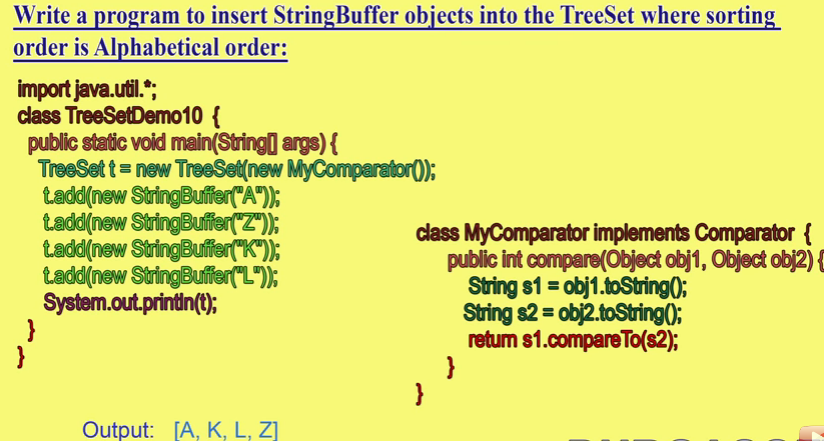 Write a program to insert StringBuffer objects into the TreeSet where sorting
order is Alphabetical order:
import java.util.*;
class TreeSetDemo10 {
public static void main(String[] args) {
TreeSet t = new TreeSet(new MyComparator());
t.add(new StringBuffer("A"));
t.add(new StringBuffer("Z"));
t.add(new StringBuffer("K"));
t.add(new StringBuffer("L"));
System.out.println(t);
}
}
class MyComparator implements Comparator {
public int compare(Object obj1, Object obj2) {
String s1 = obj1.toString();
String s2 = obj2.toString();
return s1.compareTo(s2);
}
}
Output: [A, K, L, Z]